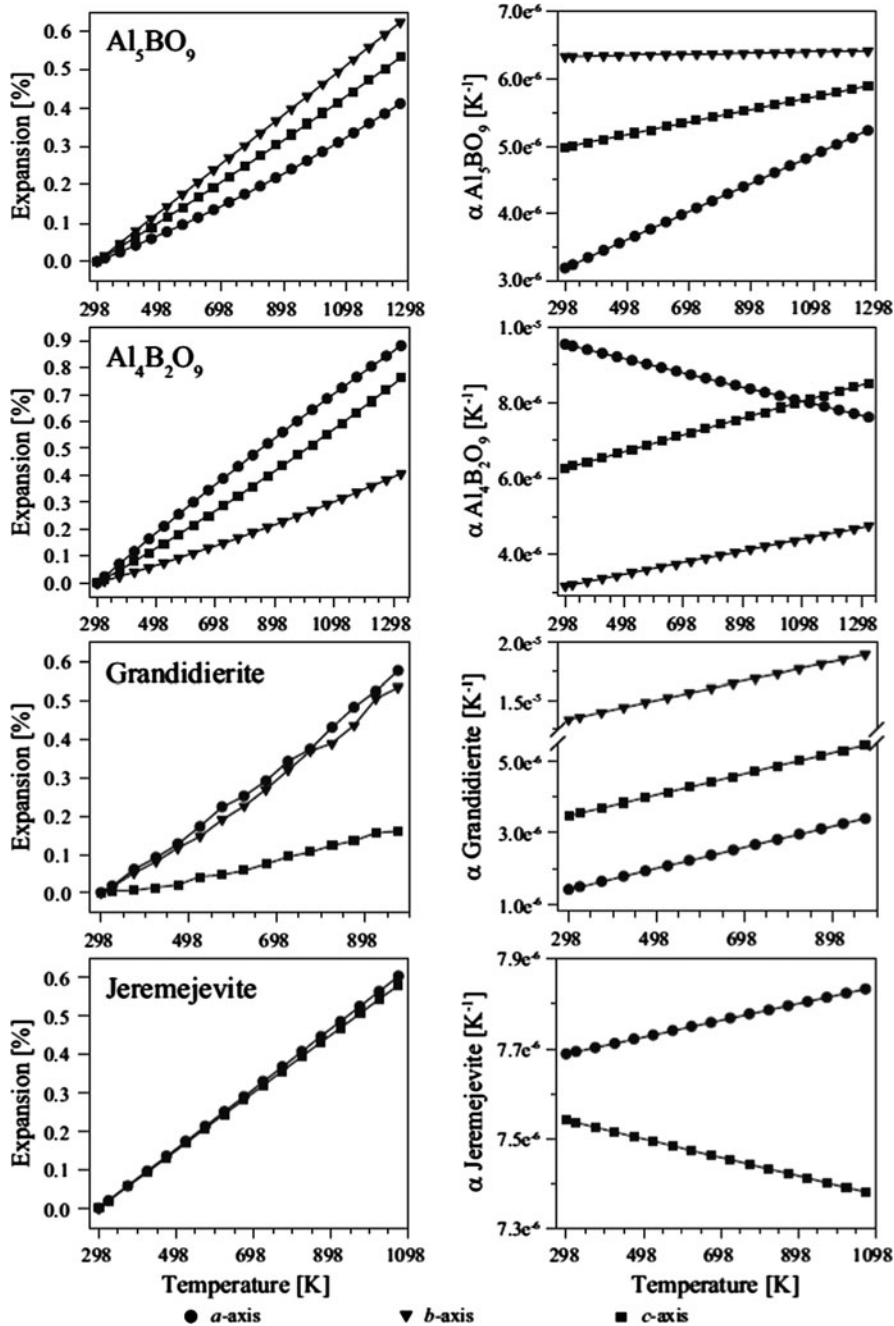 Al5BO9
Expansion [%]
0.6
0.5
0.4
0.3
0.2
0.1
0.0
298 498 698 898 1098 1298
α Al5BO9 [K-1]
7.0e-6
6.0e-6
5.0e-6
4.0e-6
3.0e-6
298 498 698 898 1098 1298
Al4B2O9
Expansion [%]
0.9
0.8
0.7
0.6
0.5
0.4
0.3
0.2
0.1
0.0
298 498 698 898 1098 1298
α Al4B2O9 [K-1]
1.0e-5
8.0e-6
6.0e-6
4.0e-6
298 498 698 898 1098 1298
Grandidierite
Expansion [%]
0.6
0.5
0.4
0.3
0.2
0.1
0.0
298 498 698 898
α Grandidierite [K-1]
2.0e-5
1.5e-5
5.0e-6
3.0e-6
1.0e-6
298 498 698 898
Jeremejevite
Expansion [%]
0.6
0.5
0.4
0.3
0.2
0.1
0.0
298 498 698 898 1098
Temperature [K]
α Jeremejevite [K-1]
7.9e-6
7.7e-6
7.5e-6
7.3e-6
298 498 698 898 1098
Temperature [K]
a-axis b-axis c-axis